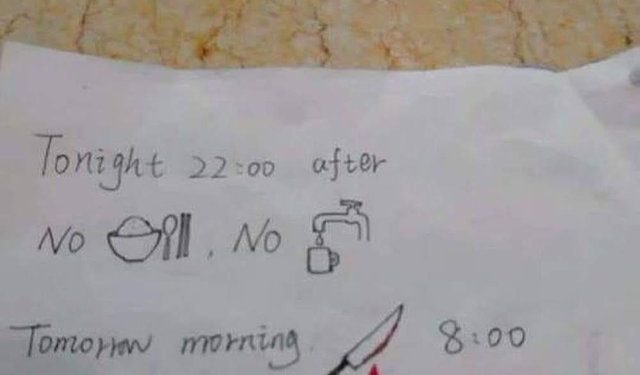 Tonight 22:00 after
No , No
Tomorrow morning. 8:00